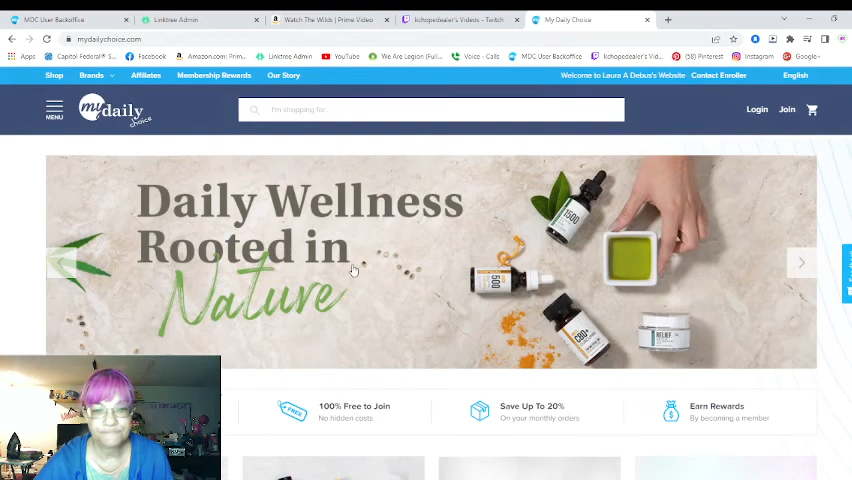 MDC User Backoffice
Linktree Admin
Watch The Wilds | Prime Video
kchopedealer's Videos - Twitch
My Daily Choice
mydailychoice.com
Apps
Capitol Federal® S...
Facebook
Amazon.com: Prim...
Linktree Admin
YouTube
We Are Legion (Full...
Voice - Calls
MDC User Backoffice
kchopedealer's Vid...
(58) Pinterest
Instagram
Google+
Shop
Brands
Affiliates
Membership Rewards
Our Story
Welcome to Laura A Debus's Website
Contact Enroller
English
MENU
my daily choice
I'm shopping for..
Login
Join
Daily Wellness
Rooted in
Nature
1500
500
CBD+
RELIEF
FREE
100% Free to Join
No hidden costs
Save Up To 20%
On your monthly orders
Earn Rewards
By becoming a member